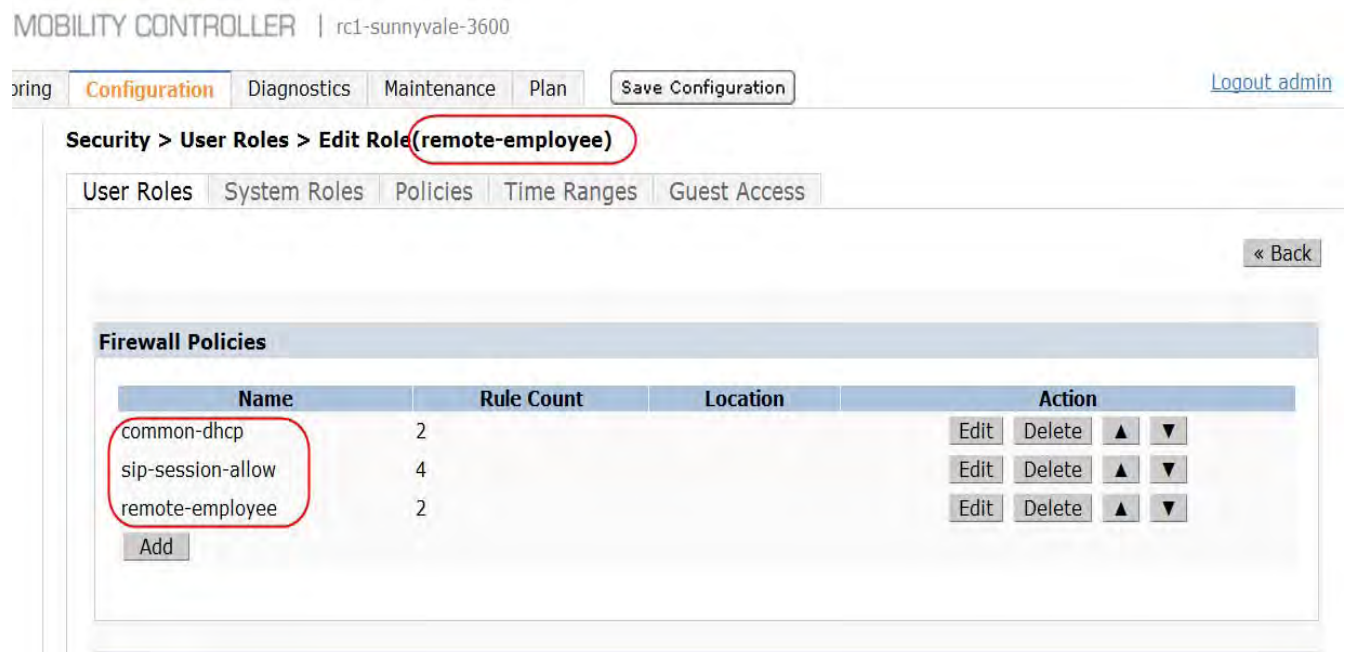 MOBILITY CONTROLLER | rc1-sunnyvale-3600
oring Configuration Diagnostics Maintenance Plan Save Configuration Logout admin
Security > User Roles > Edit Role(remote-employee)
User Roles System Roles Policies Time Ranges Guest Access
« Back
Firewall Policies
Name Rule Count Location Action
common-dhcp 2 Edit Delete ▲ ▼
sip-session-allow 4 Edit Delete ▲ ▼
remote-employee 2 Edit Delete ▲ ▼
Add